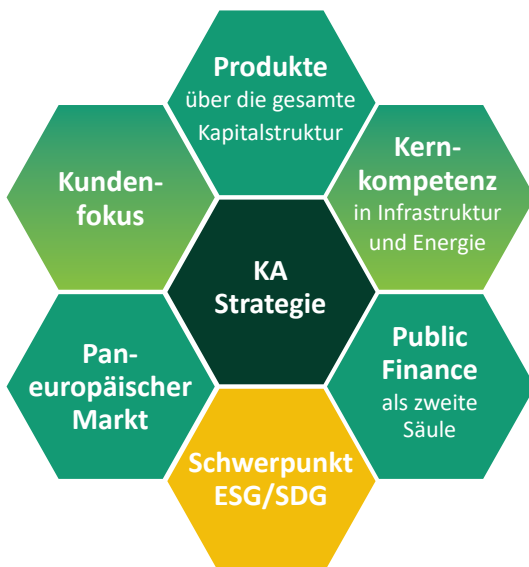 Produkte
über die gesamte
Kapitalstruktur
Kunden-
fokus
Kern-
kompetenz
in Infrastruktur
und Energie
KA
Strategie
Pan-
europäischer
Markt
Public
Finance
als zweite
Säule
Schwerpunkt
ESG/SDG